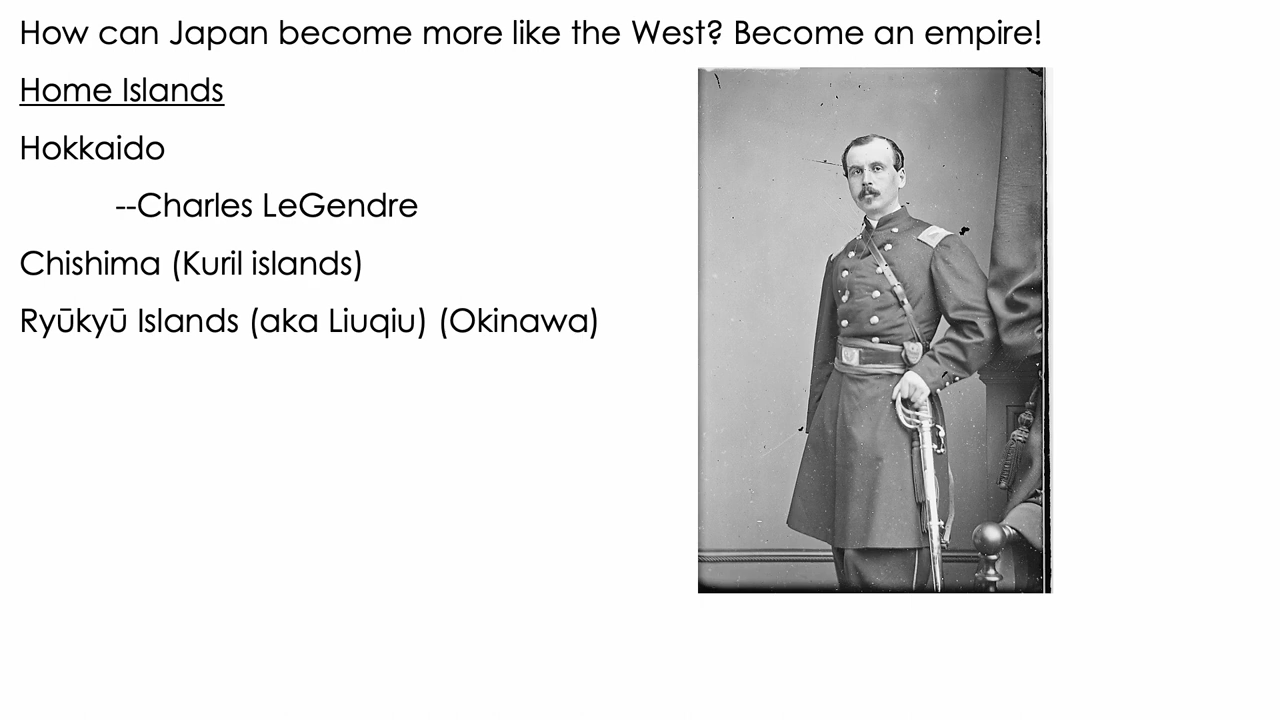 How can Japan become more like the West? Become an empire!
Home Islands
Hokkaido
--Charles LeGendre
Chishima (Kuril islands)
Ryūkyū Islands (aka Liuqiu) (Okinawa)